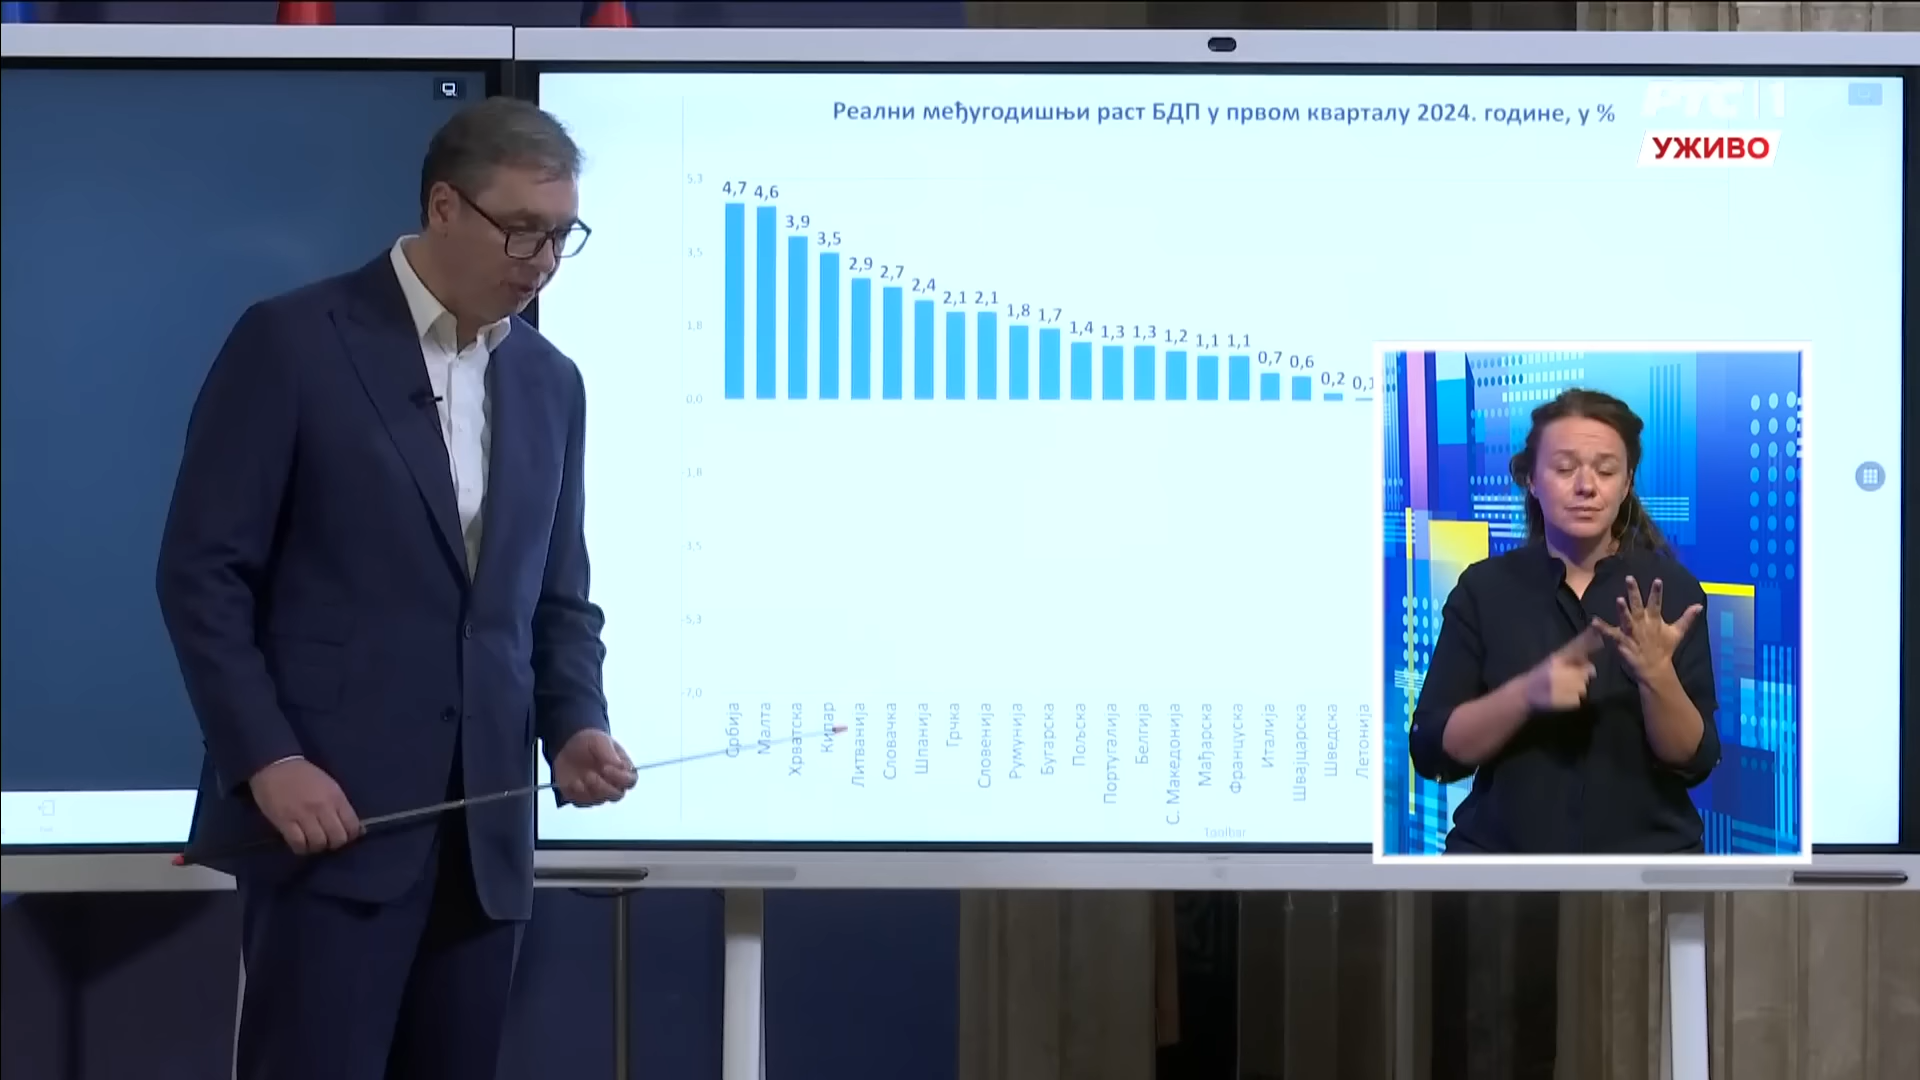 Реални међугодишњи раст БДП у првом кварталу 2024. године, у %
РТС 1
УЖИВО
5,3
3,5
1,8
0,0
-1,8
-3,5
-5,3
-7,0
4,7
4,6
3,9
3,5
2,9
2,7
2,4
2,1
2,1
1,8
1,7
1,4
1,3
1,3
1,2
1,1
1,1
0,7
0,6
0,2
0,1
Србија
Малта
Хрватска
Кипар
Литванија
Словачка
Шпанија
Грчка
Словенија
Румунија
Бугарска
Пољска
Португалија
Белгија
С. Македонија
Мађарска
Француска
Италија
Швајцарска
Шведска
Летонија
Toolbar